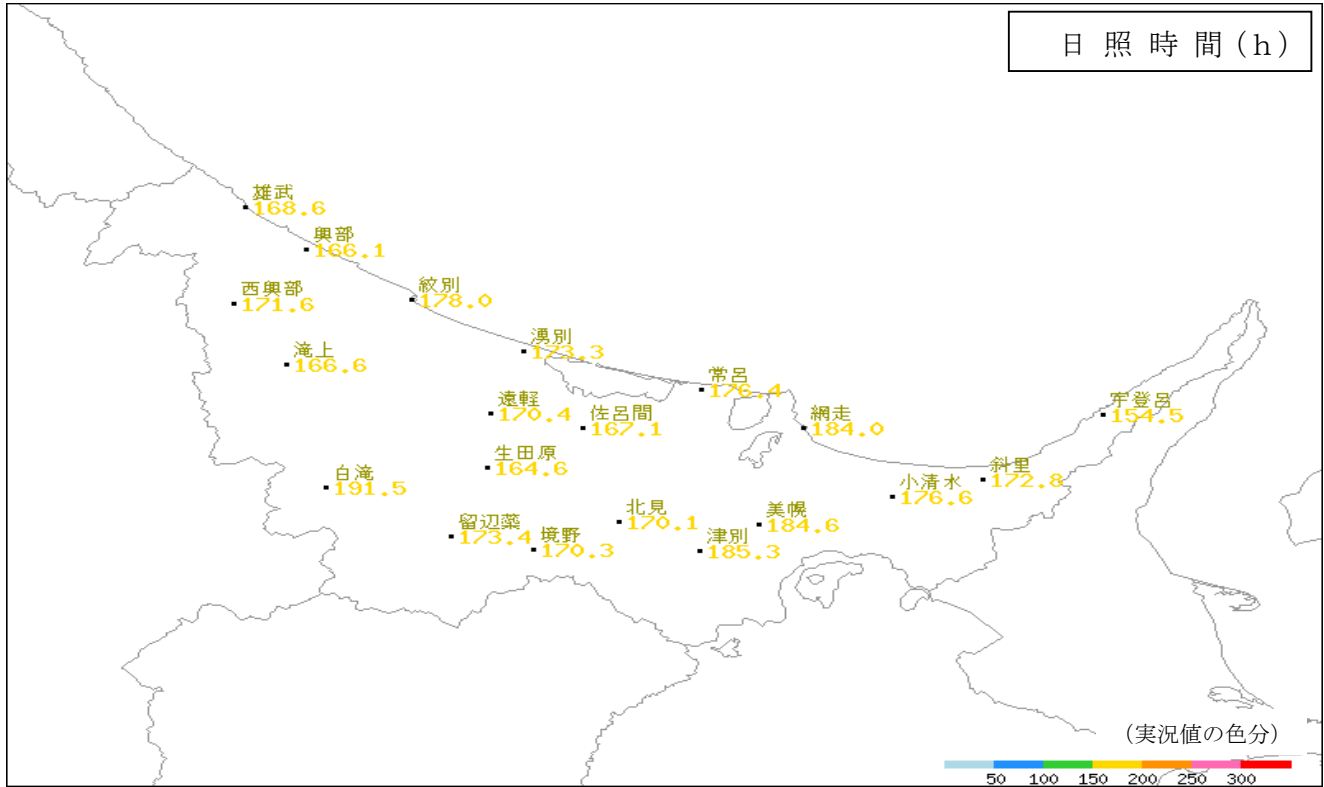 日照時間(h)
雄武
168.6
興部
166.1
西興部
171.6
紋別
178.0
湧別
173.3
滝上
166.6
常呂
176.4
遠軽
170.4
佐呂間
167.1
網走
184.0
宇登呂
154.5
生田原
164.6
白滝
191.5
斜里
172.8
小清水
176.6
留辺蘂
173.4
境野
170.3
北見
170.1
美幌
184.6
津別
185.3
(実況値の色分)
50 100 150 200 250 300